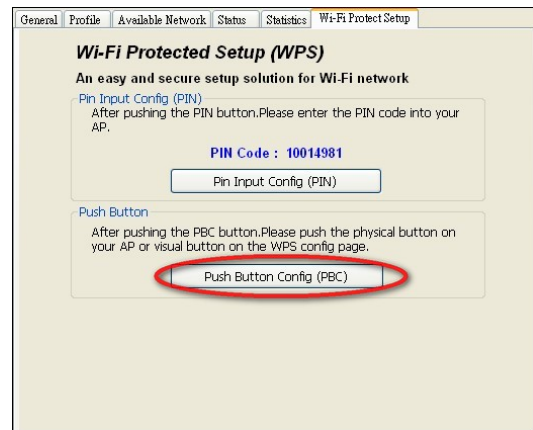 General Profile Available Network Status Statistics Wi-Fi Protect Setup
Wi-Fi Protected Setup (WPS)
An easy and secure setup solution for Wi-Fi network
Pin Input Config (PIN)
After pushing the PIN button.Please enter the PIN code into your
AP.
PIN Code : 10014981
Pin Input Config (PIN)
Push Button
After pushing the PBC button.Please push the physical button on
your AP or visual button on the WPS config page.
Push Button Config (PBC)